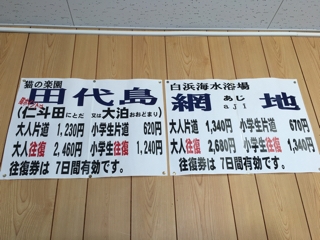 猫の楽園
田代島
(仁斗田 にとだ 又は 大泊 おおどまり)
大人片道 1,230円 小学生片道 620円
大人往復 2,460円 小学生往復 1,240円
往復券は 7日間有効です。
白浜海水浴場
網地
あじ
aji
大人片道 1,340円 小学生片道 670円
大人往復 2,680円 小学生往復 1,340円
往復券は 7日間有効です。